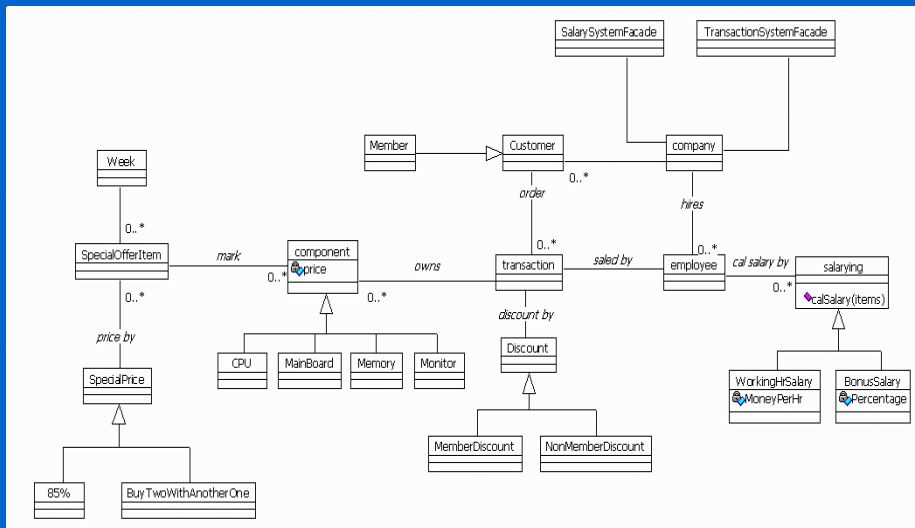 SalarySystemFacade
TransactionSystemFacade
Member
Customer
company
Week
0..*
order
hires
0..*
SpecialOfferItem
mark
component
price
0..*
owns
0..*
0..*
transaction
saled by
0..*
employee
cal salary by
0..*
salarying
calSalary(items)
0..*
price by
discount by
CPU
MainBoard
Memory
Monitor
Discount
SpecialPrice
WorkingHrSalary
MoneyPerHr
BonusSalary
Percentage
MemberDiscount
NonMemberDiscount
85%
BuyTwoWithAnotherOne